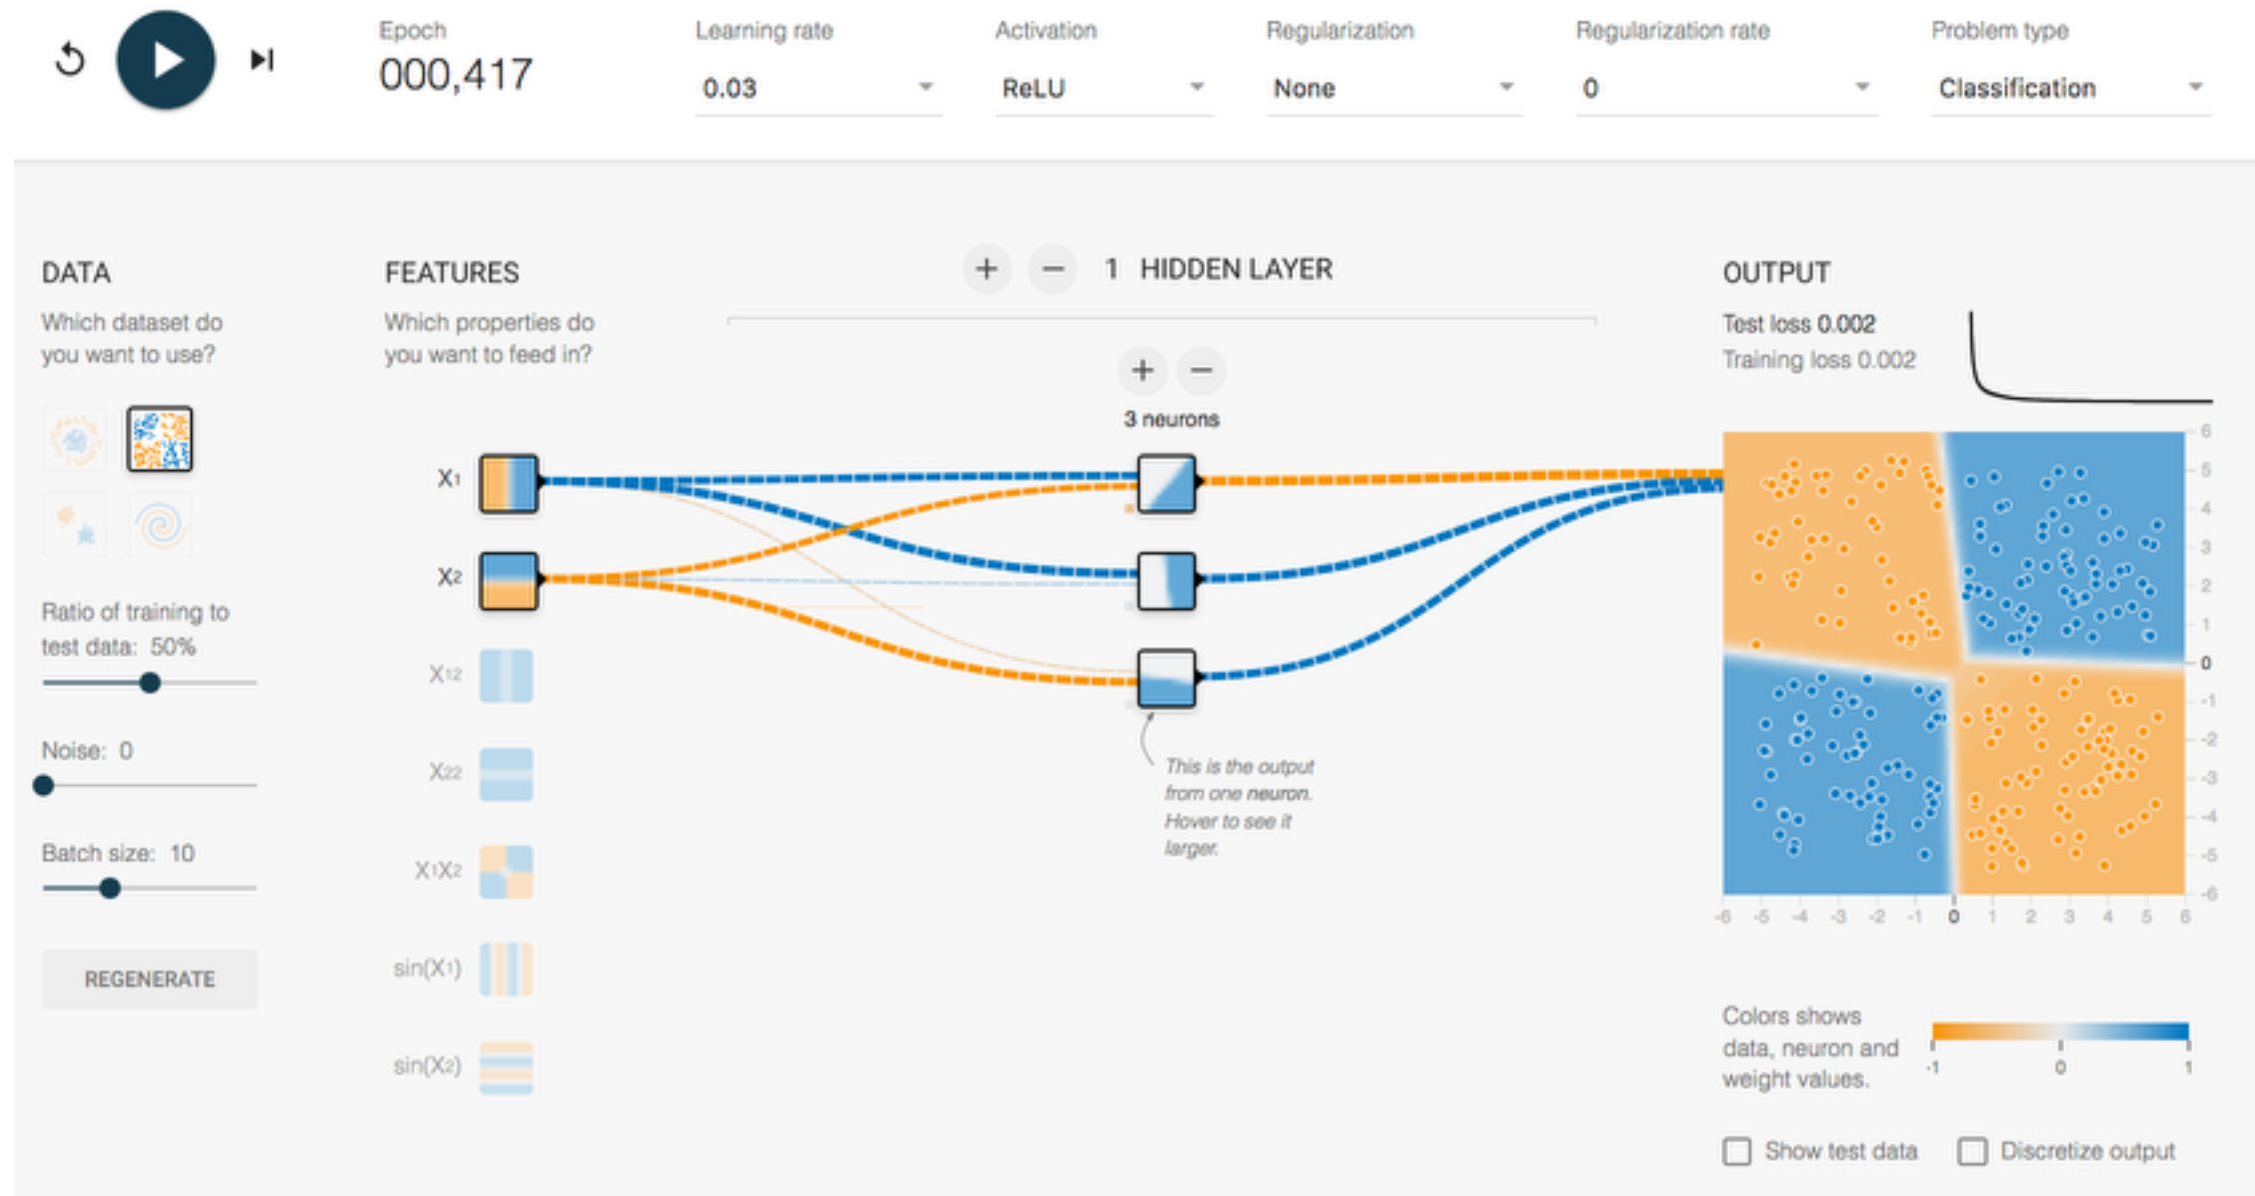 Epoch
000,417
Learning rate
0.03
Activation
ReLU
Regularization
None
Regularization rate
0
Problem type
Classification
DATA
Which dataset do
you want to use?
Ratio of training to
test data: 50%
Noise: 0
Batch size: 10
REGENERATE
FEATURES
Which properties do
you want to feed in?
X1
X2
X12
X22
X1X2
sin(X1)
sin(X2)
+ − 1 HIDDEN LAYER
+ −
3 neurons
This is the output
from one neuron.
Hover to see it
larger.
OUTPUT
Test loss 0.002
Training loss 0.002
6
5
4
3
2
1
0
-1
-2
-3
-4
-5
-6
-6 -5 -4 -3 -2 -1 0 1 2 3 4 5 6
Colors shows
data, neuron and
weight values.
-1 0 1
Show test data
Discretize output